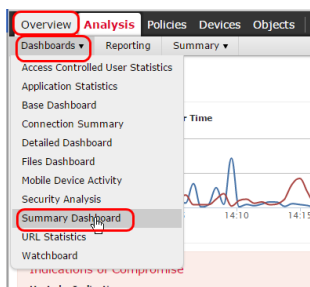 Overview Analysis Policies Devices Objects
Dashboards ▾ Reporting Summary ▾
Access Controlled User Statistics
Application Statistics
Base Dashboard
Connection Summary
Detailed Dashboard
Files Dashboard
Mobile Device Activity
Security Analysis
Summary Dashboard
URL Statistics
Watchboard
r Time
14:10 14:15
Indications of Compromise